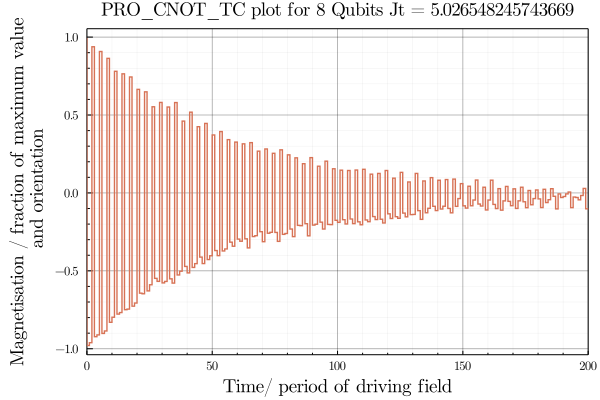 PRO_CNOT_TC plot for 8 Qubits Jt = 5.026548245743669
Magnetisation / fraction of maximum value
and orientation
1.0
0.5
0.0
−0.5
−1.0
0 50 100 150 200
Time/ period of driving field